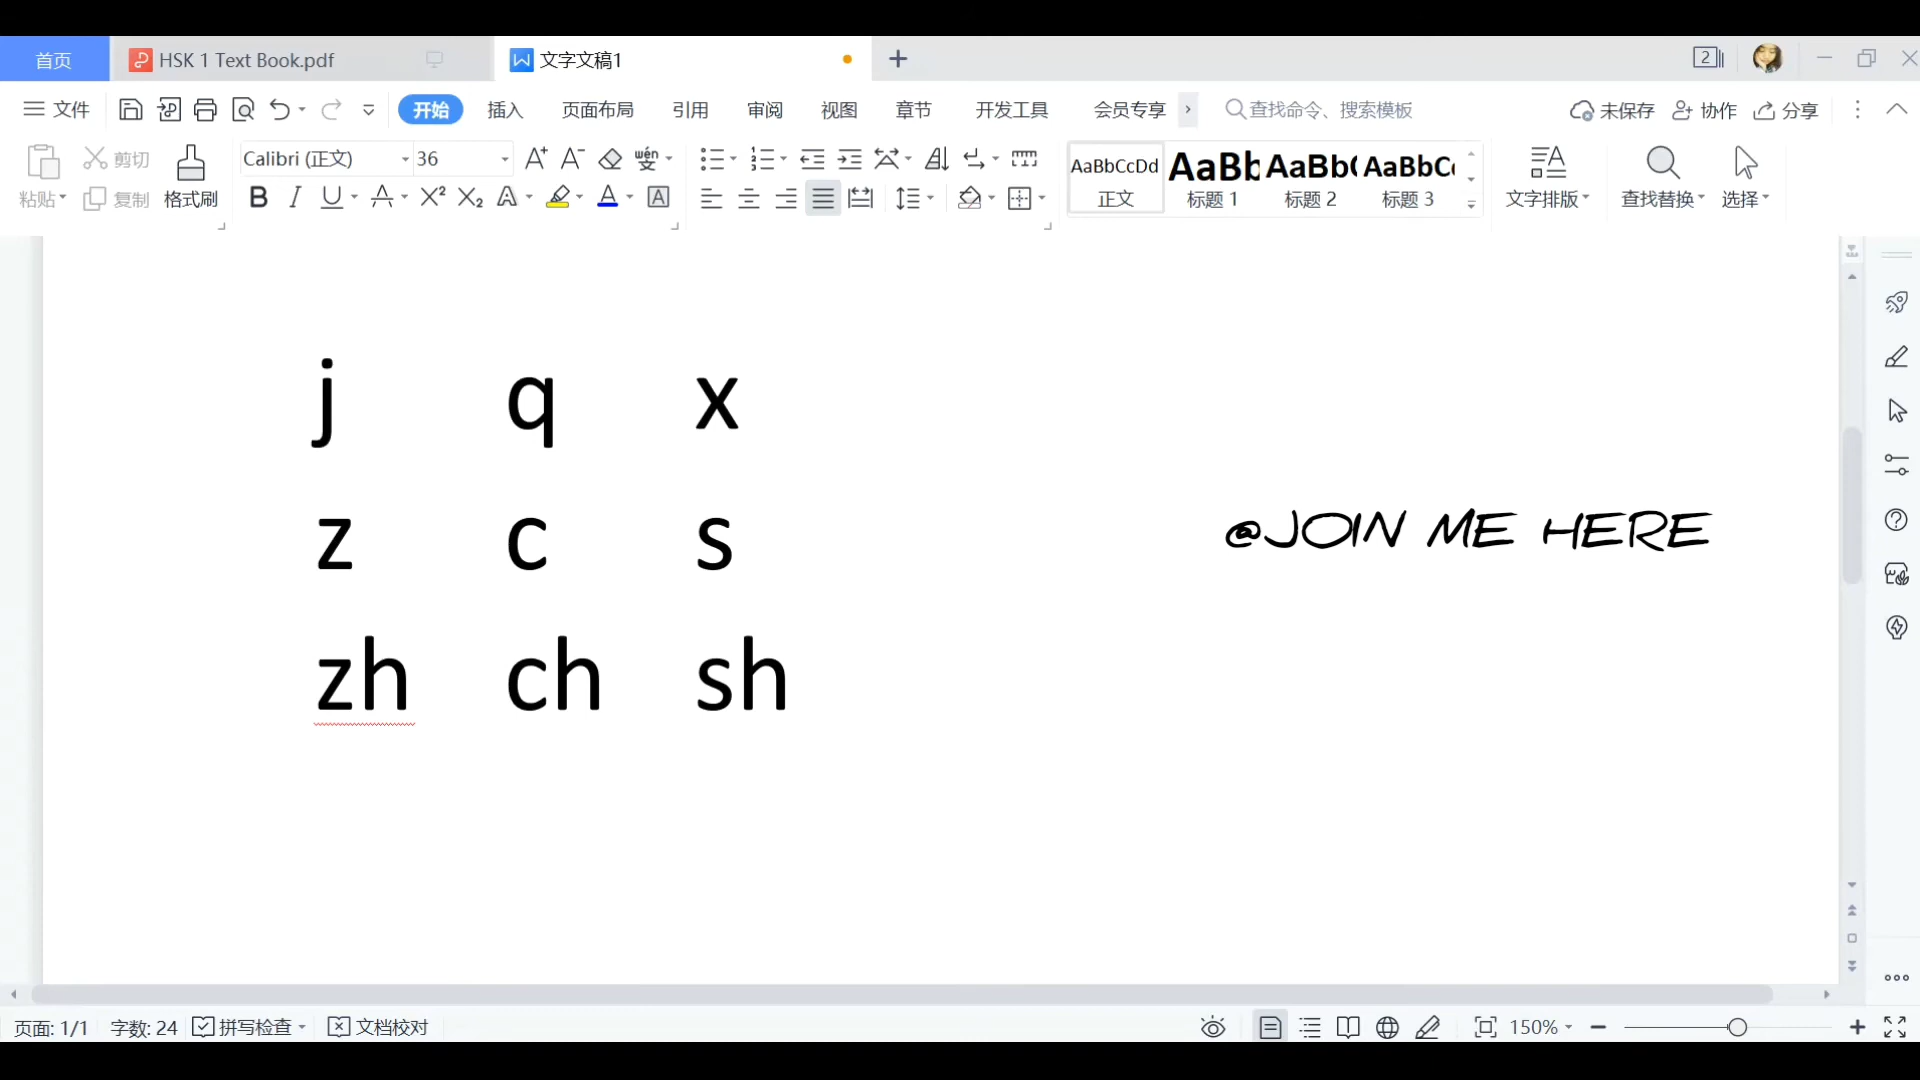 首页 HSK 1 Text Book.pdf 文字文稿1 2
文件 开始 插入 页面布局 引用 审阅 视图 章节 开发工具 会员专享 查找命令、搜索模板 未保存 协作 分享
粘贴 剪切 复制 格式刷 Calibri (正文) 36 wén 文 AaBbCcDd AaBb AaBb AaBbC 文字排版 查找替换 选择
B I U A X² X₂ A A A 正文 标题 1 标题 2 标题 3
j q x
z c s
@JOIN ME HERE
zh ch sh
页面: 1/1 字数: 24 拼写检查 文档校对 150%